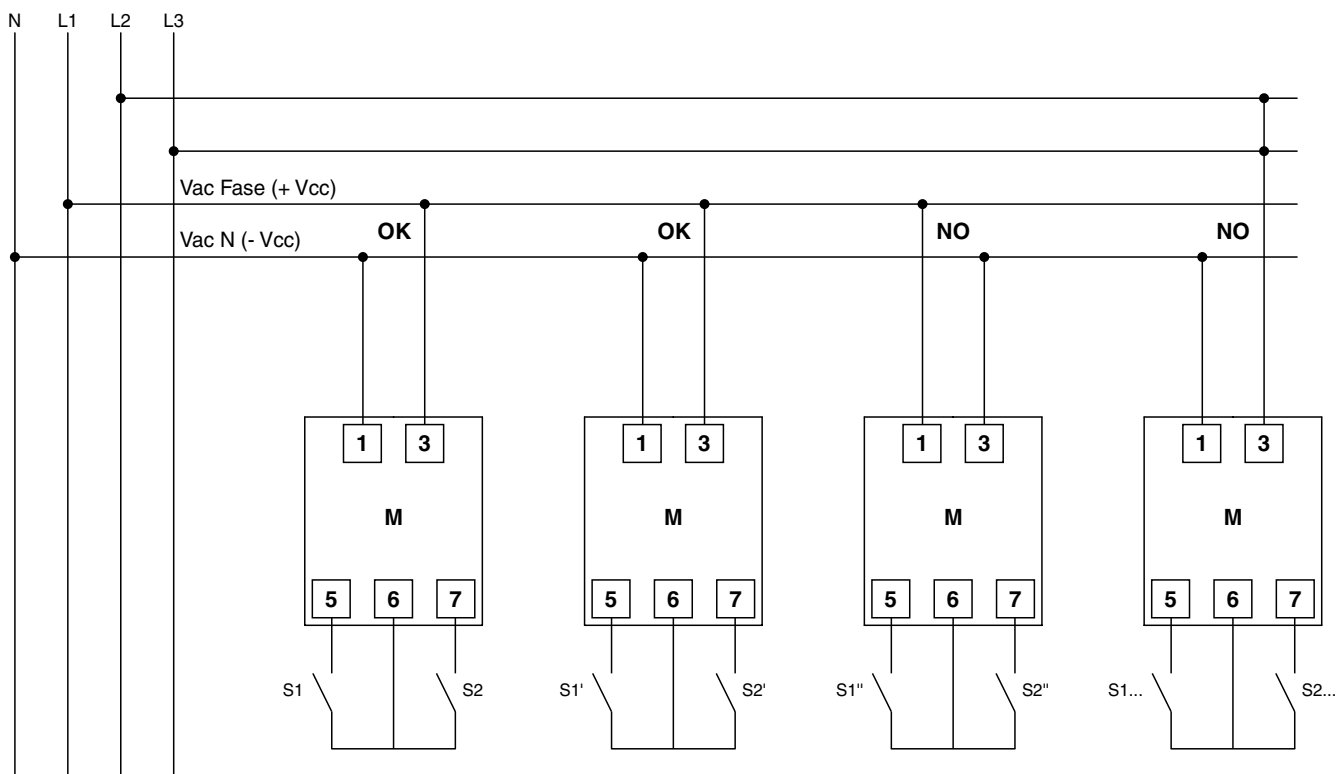 N L1 L2 L3
Vac Fase (+ Vcc)
Vac N (- Vcc)
OK OK NO NO
1 3 1 3 1 3 1 3
M M M M
5 6 7 5 6 7 5 6 7 5 6 7
S1 S2 S1' S2' S1" S2" S1... S2...